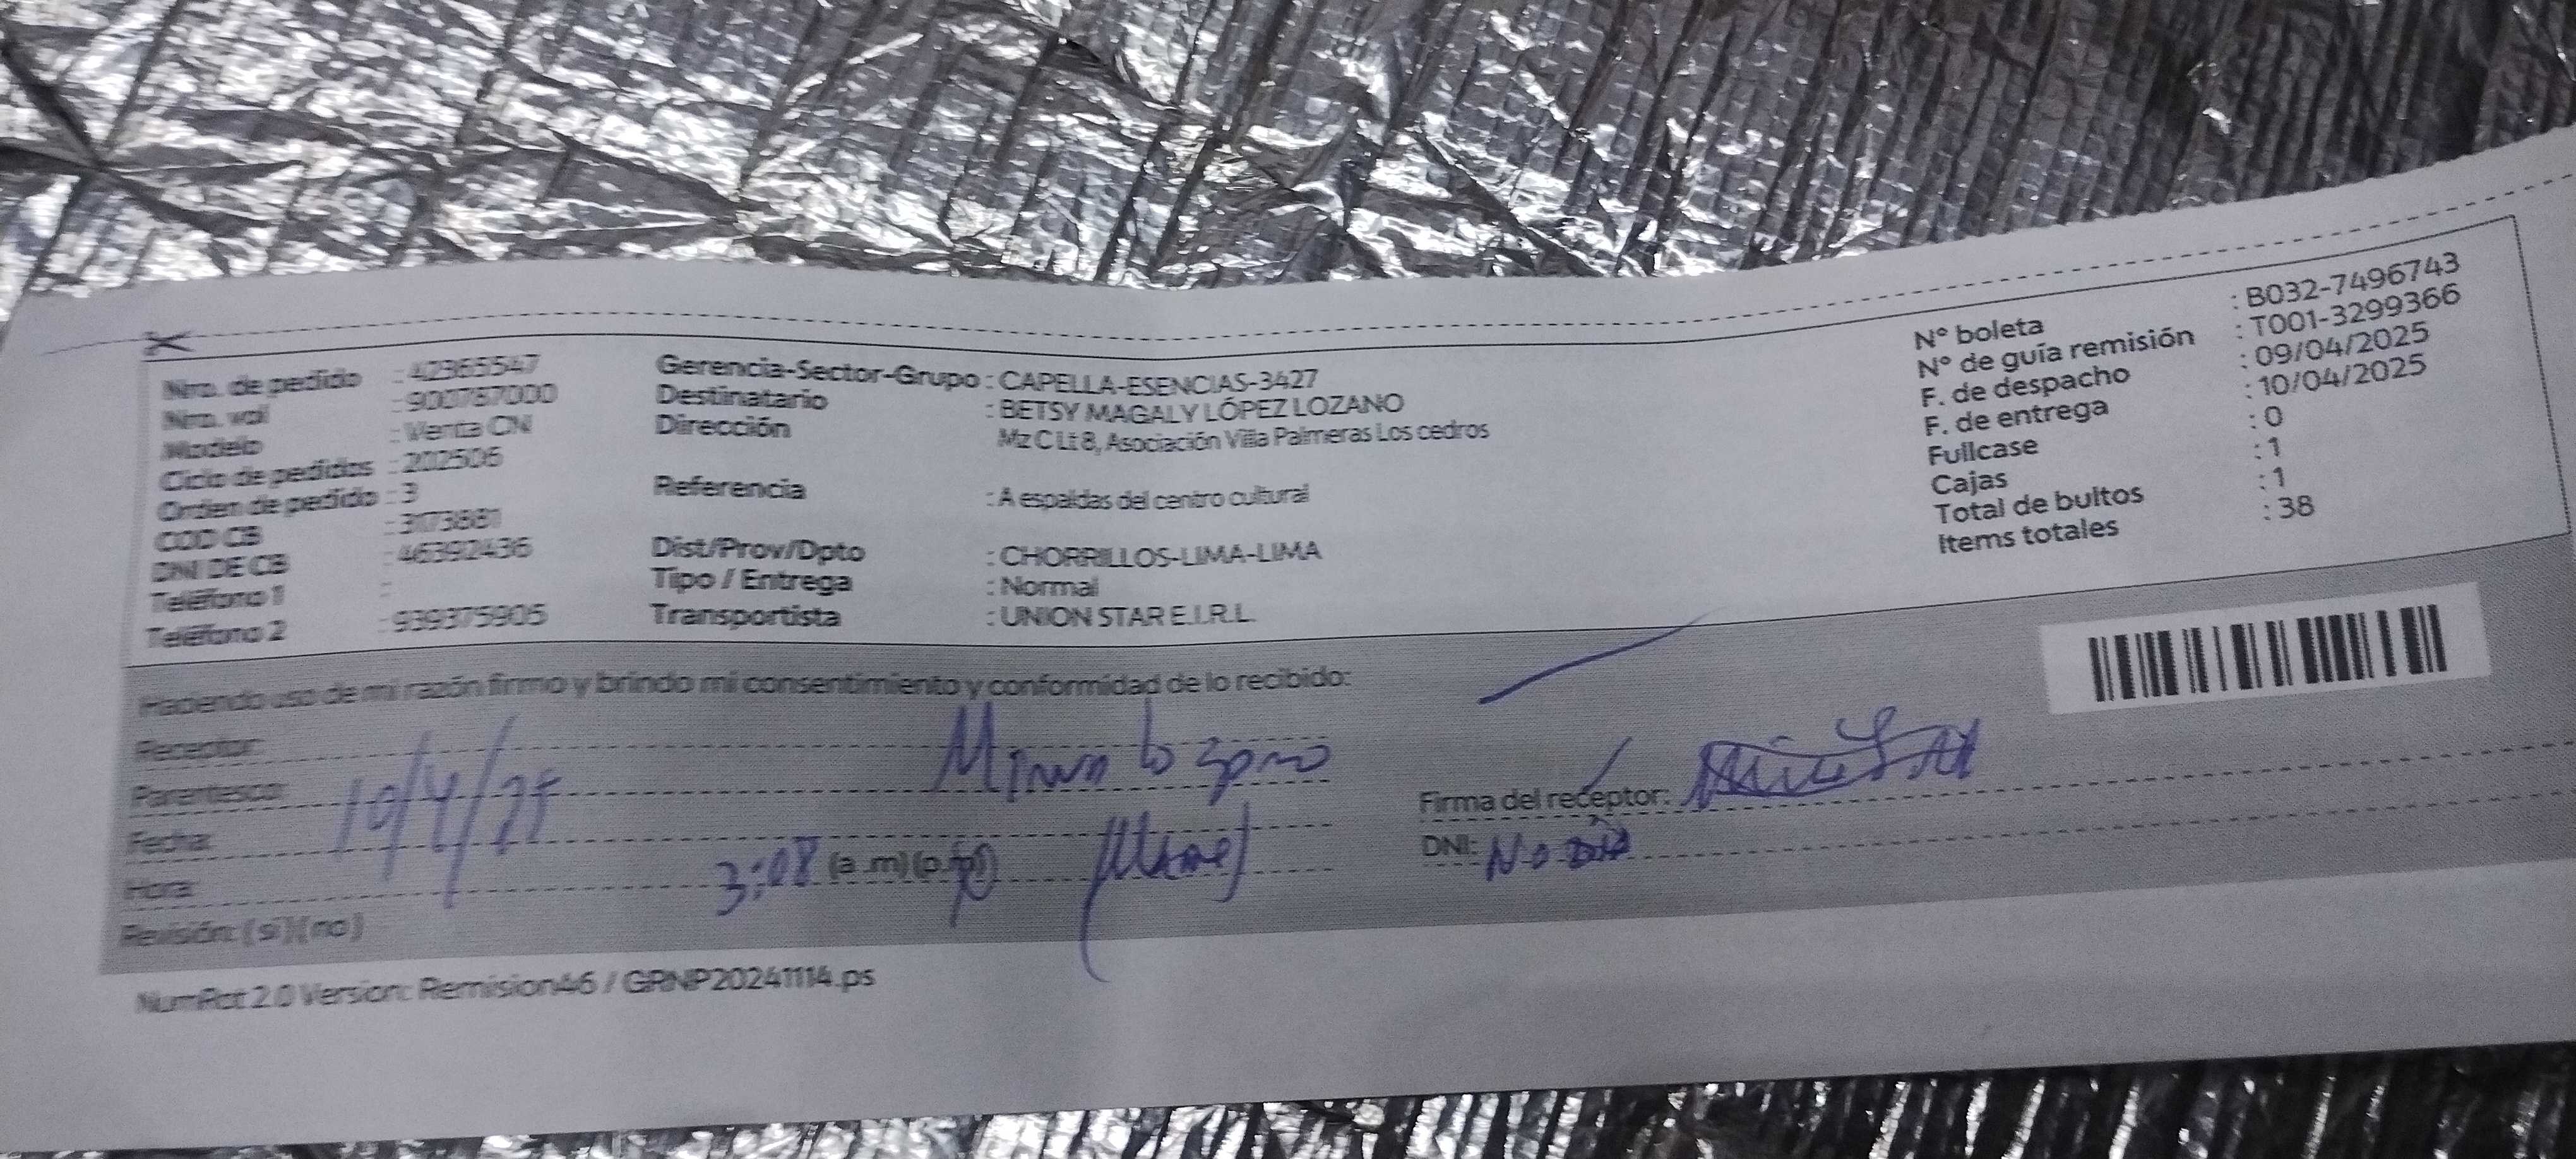 Nro. de pedido : 42365547
Nro. val : 900787000
Modelo : Venta CN
Ciclo de pedidos : 202506
Orden de pedido : 3
COD CB : 3173881
DNI DE CB : 46392436
Teléfono 1 :
Teléfono 2 : 939375905
Gerencia-Sector-Grupo : CAPELLA-ESENCIAS-3427
Destinatario : BETSY MAGALY LÓPEZ LOZANO
Dirección Mz C Lt 8, Asociación Villa Palmeras Los cedros
Referencia : A espaldas del centro cultural
Dist/Prov/Dpto : CHORRILLOS-LIMA-LIMA
Tipo / Entrega : Normal
Transportista : UNION STAR E.I.R.L.
N° boleta : B032-7496743
N° de guía remisión : T001-3299366
F. de despacho : 09/04/2025
F. de entrega : 10/04/2025
Fullcase : 0
Cajas : 1
Total de bultos : 1
Items totales : 38
Haciendo uso de mi razón firmo y brindo mi consentimiento y conformidad de lo recibido:
Receptor:
Parentesco:
Fecha: 10/4/25
Hora: 3:08 (a.m) (p.m)
Revisión: (si) (no)
Firma del receptor:
DNI: No
NumPct 2.0 Version: Remision46 / GRNP20241114.ps